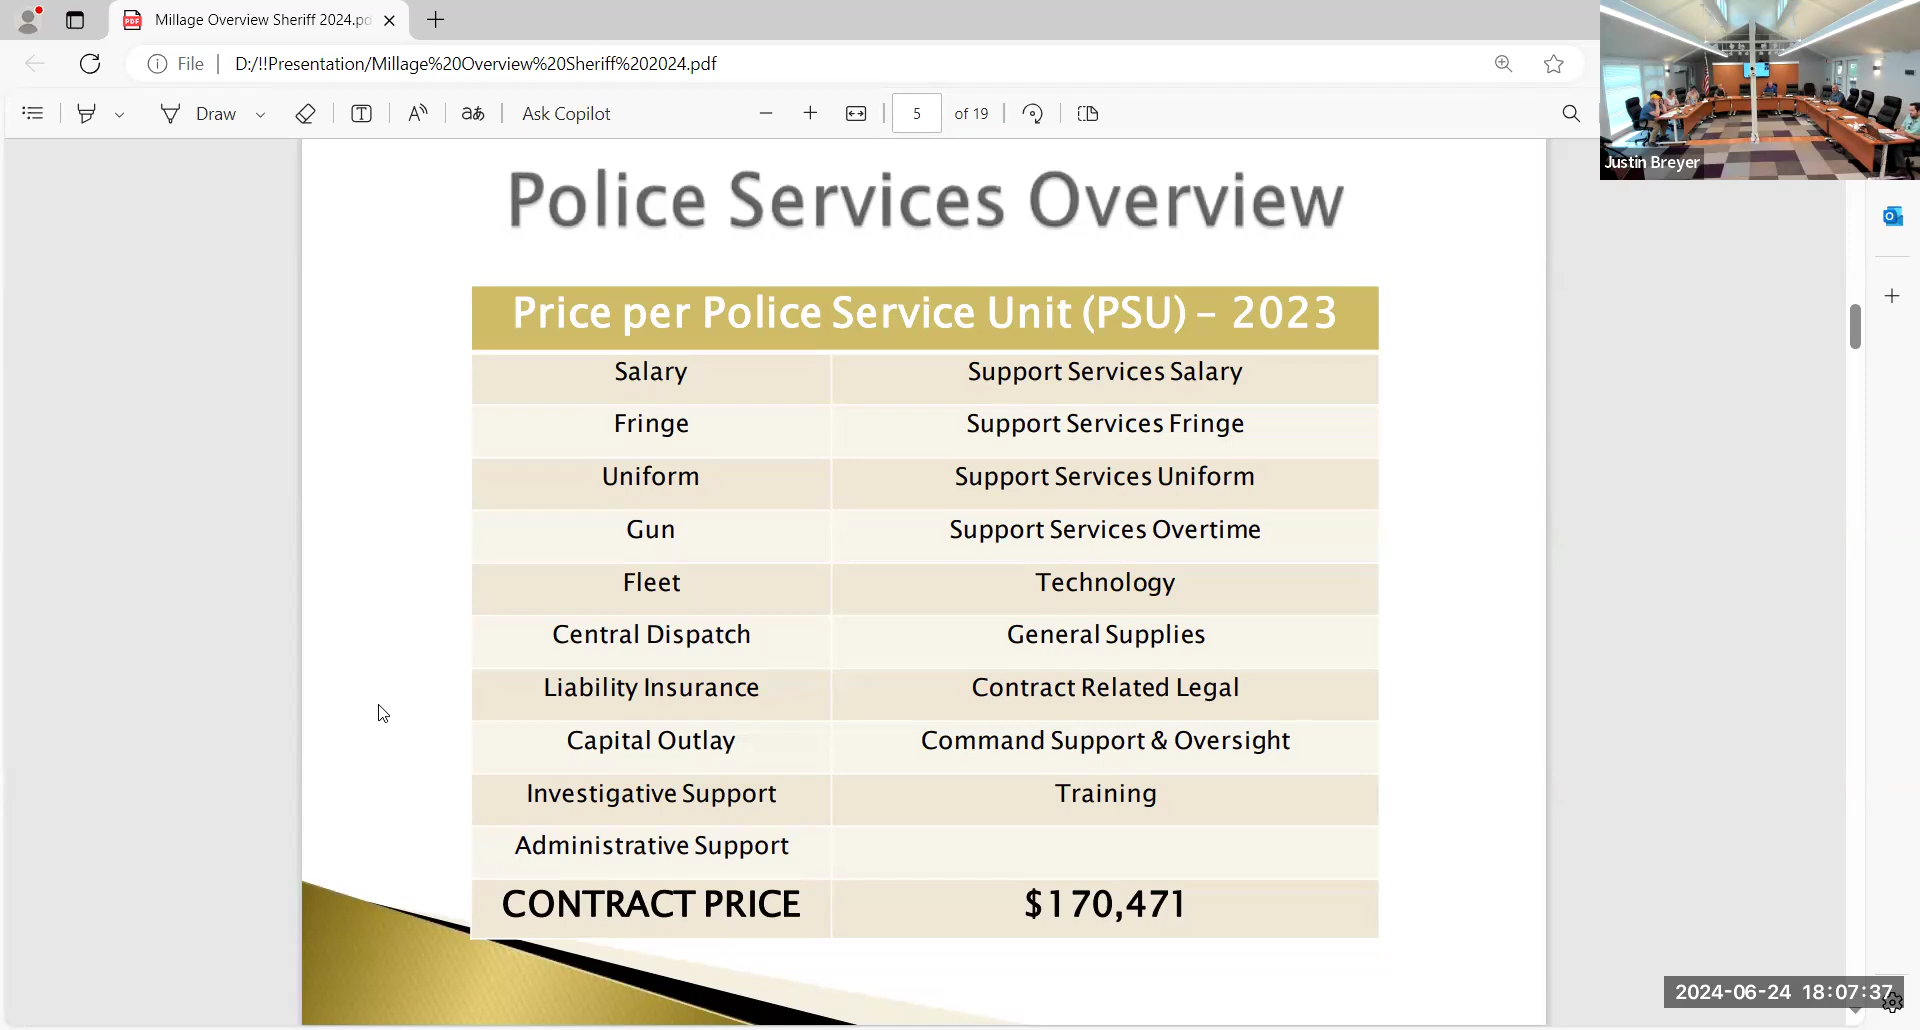 Millage Overview Sheriff 2024.pd
File
D:/!!Presentation/Millage%20Overview%20Sheriff%202024.pdf
Draw
Ask Copilot
5 of 19
Justin Breyer
Police Services Overview
Price per Police Service Unit (PSU) – 2023
Salary Support Services Salary
Fringe Support Services Fringe
Uniform Support Services Uniform
Gun Support Services Overtime
Fleet Technology
Central Dispatch General Supplies
Liability Insurance Contract Related Legal
Capital Outlay Command Support & Oversight
Investigative Support Training
Administrative Support
CONTRACT PRICE $170,471
2024-06-24 18:07:37